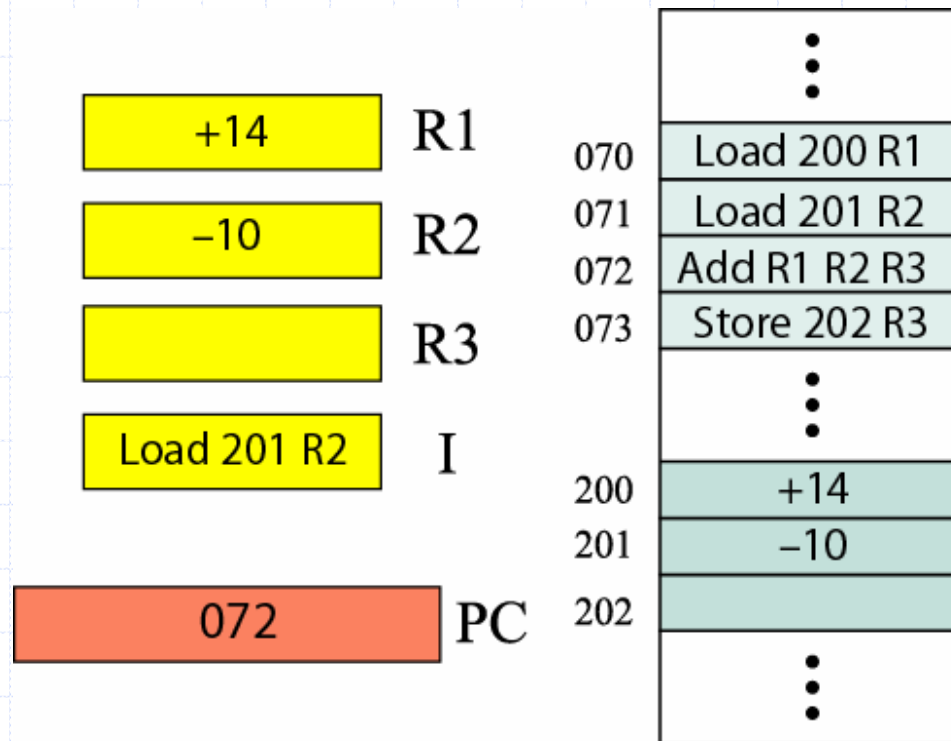 +14 R1
–10 R2
R3
Load 201 R2 I
072 PC
070 Load 200 R1
071 Load 201 R2
072 Add R1 R2 R3
073 Store 202 R3
200 +14
201 –10
202